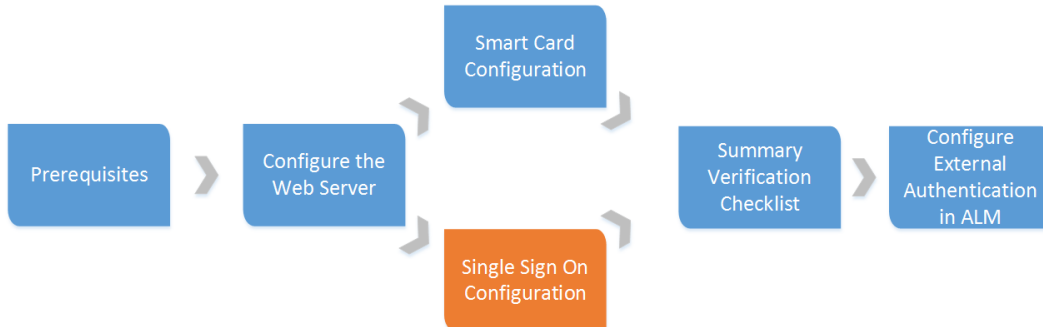 Prerequisites
Configure the
Web Server
Smart Card
Configuration
Single Sign On
Configuration
Summary
Verification
Checklist
Configure
External
Authentication
in ALM